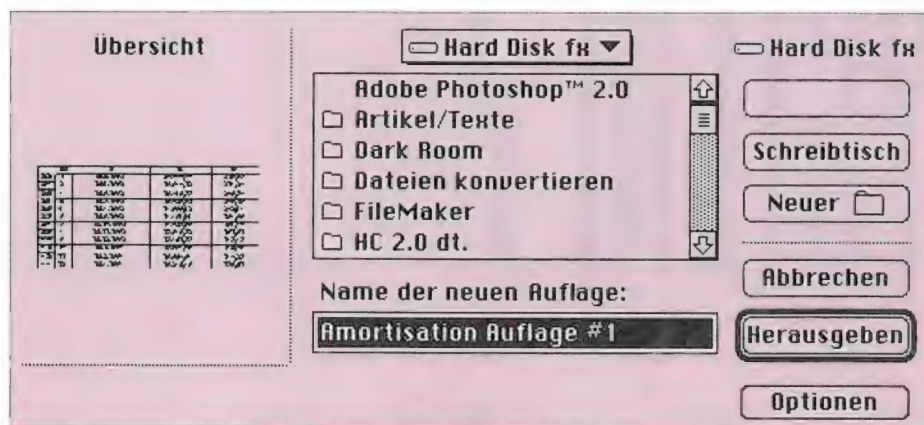 Übersicht
Hard Disk fx
Adobe Photoshop™ 2.0
Artikel/Texte
Dark Room
Dateien konvertieren
FileMaker
HC 2.0 dt.
Name der neuen Auflage:
Amortisation Auflage #1
Hard Disk fx
Schreibtisch
Neuer
Abbrechen
Herausgeben
Optionen